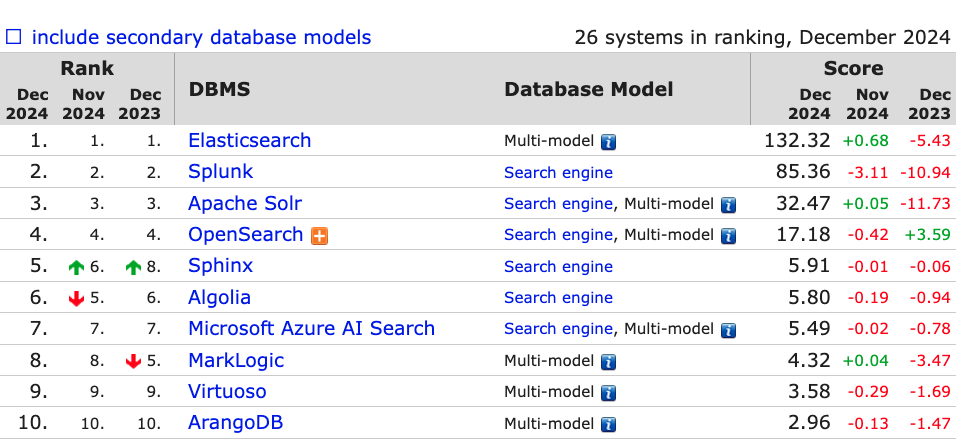 include secondary database models 26 systems in ranking, December 2024
Rank DBMS Database Model Score
Dec 2024 Nov 2024 Dec 2023 Dec 2024 Nov 2024 Dec 2023
1. 1. 1. Elasticsearch Multi-model i 132.32 +0.68 -5.43
2. 2. 2. Splunk Search engine 85.36 -3.11 -10.94
3. 3. 3. Apache Solr Search engine, Multi-model i 32.47 +0.05 -11.73
4. 4. 4. OpenSearch Search engine, Multi-model i 17.18 -0.42 +3.59
5. 6. 8. Sphinx Search engine 5.91 -0.01 -0.06
6. 5. 6. Algolia Search engine 5.80 -0.19 -0.94
7. 7. 7. Microsoft Azure AI Search Search engine, Multi-model i 5.49 -0.02 -0.78
8. 8. 5. MarkLogic Multi-model i 4.32 +0.04 -3.47
9. 9. 9. Virtuoso Multi-model i 3.58 -0.29 -1.69
10. 10. 10. ArangoDB Multi-model i 2.96 -0.13 -1.47